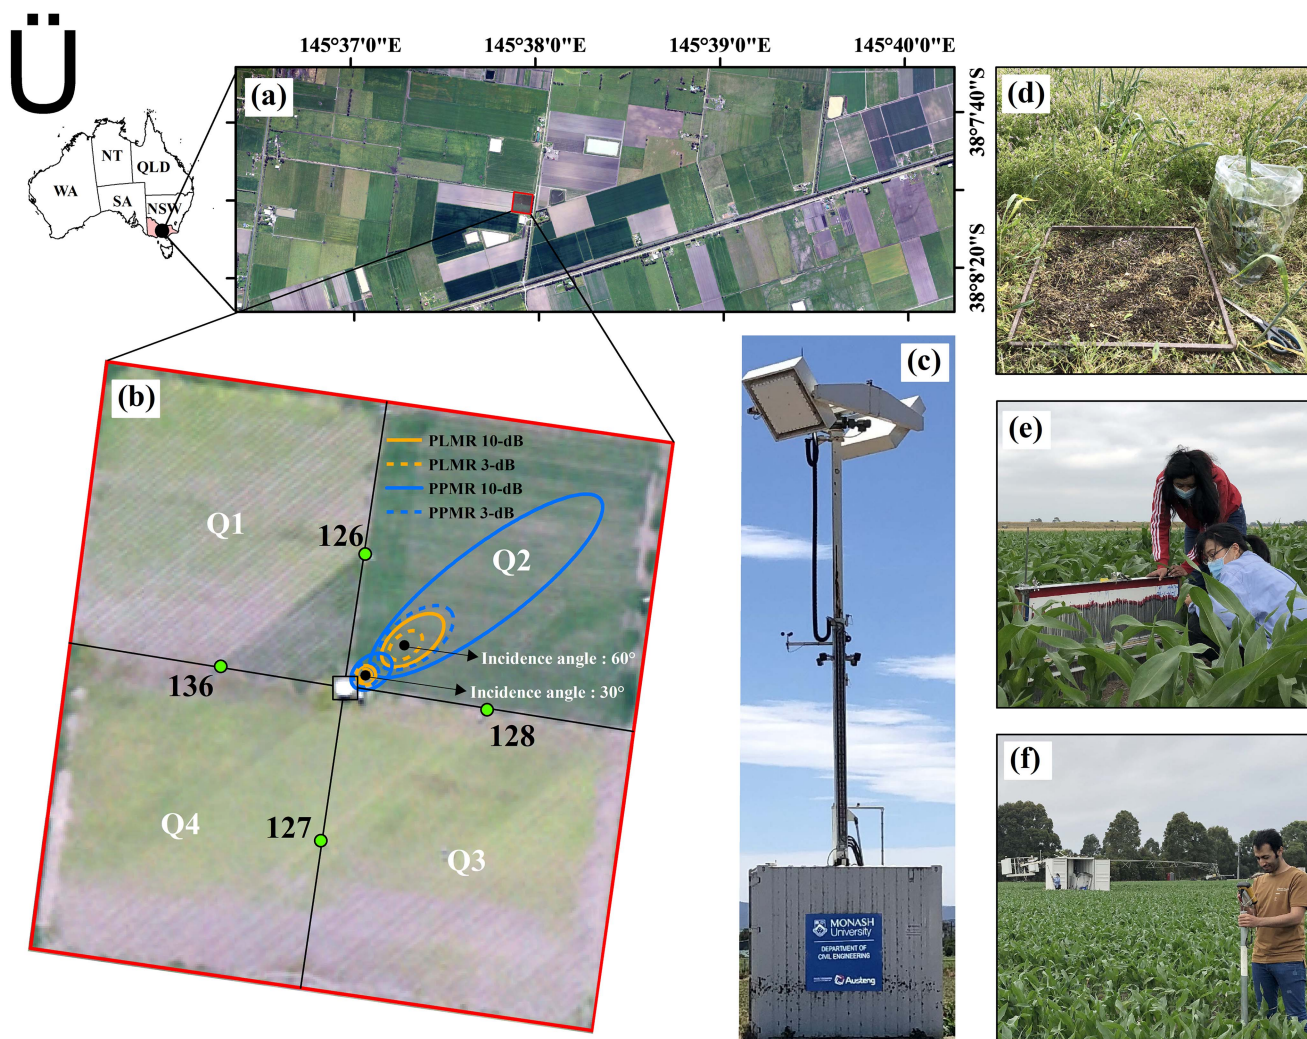 Ü
145°37'0"E
145°38'0"E
145°39'0"E
145°40'0"E
(a)
38°7'40"S
38°8'20"S
NT
QLD
WA
SA
NSW
(b)
PLMR 10-dB
PLMR 3-dB
PPMR 10-dB
PPMR 3-dB
Q1
126
Q2
Incidence angle : 60°
Incidence angle : 30°
136
128
127
Q4
Q3
(c)
MONASH
University
DEPARTMENT OF
CIVIL ENGINEERING
Austeng
(d)
(e)
(f)